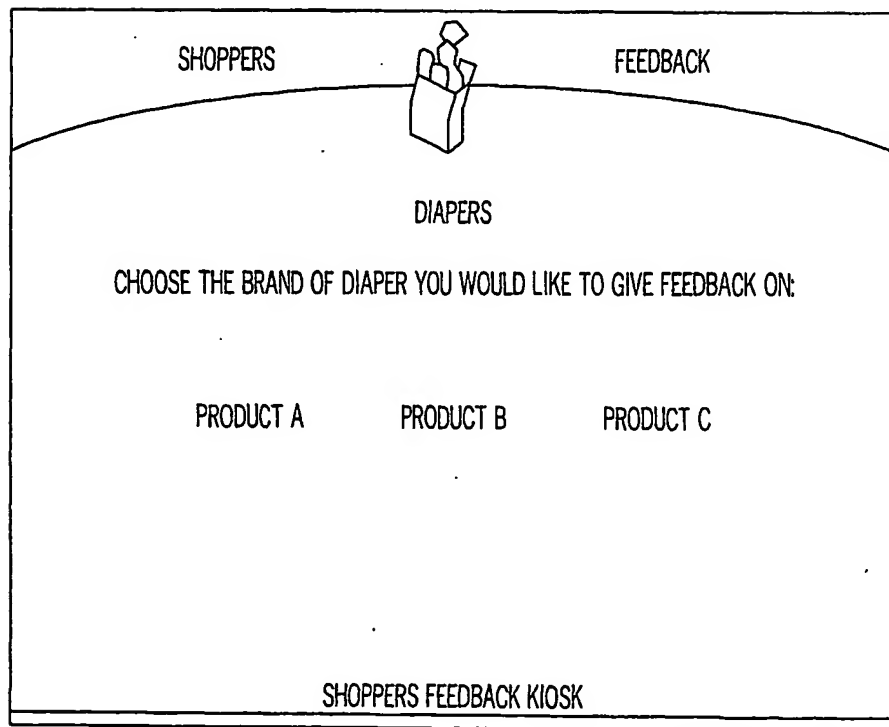 SHOPPERS FEEDBACK
DIAPERS
CHOOSE THE BRAND OF DIAPER YOU WOULD LIKE TO GIVE FEEDBACK ON:
PRODUCT A PRODUCT B PRODUCT C
SHOPPERS FEEDBACK KIOSK